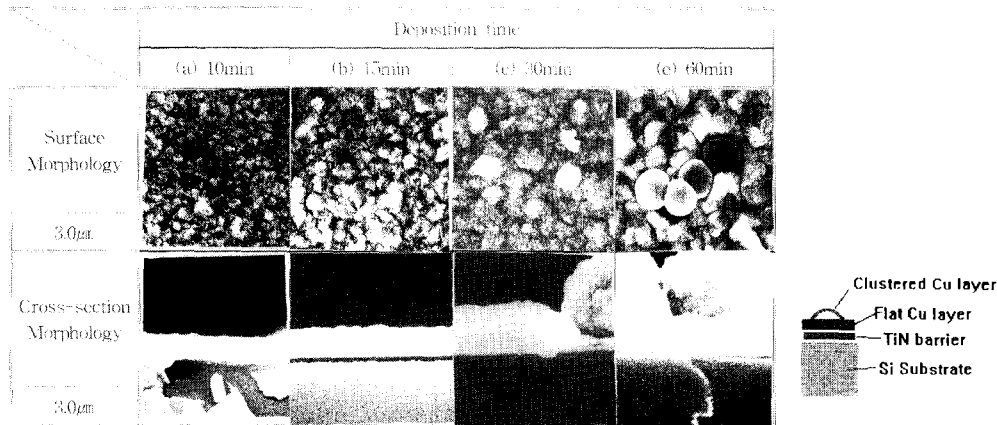 Deposition time
(a) 10min
(b) 15min
(c) 30min
(e) 60min
Surface
Morphology
3.0㎛
Cross-section
Morphology
3.0㎛
Clustered Cu layer
Flat Cu layer
TiN barrier
Si Substrate